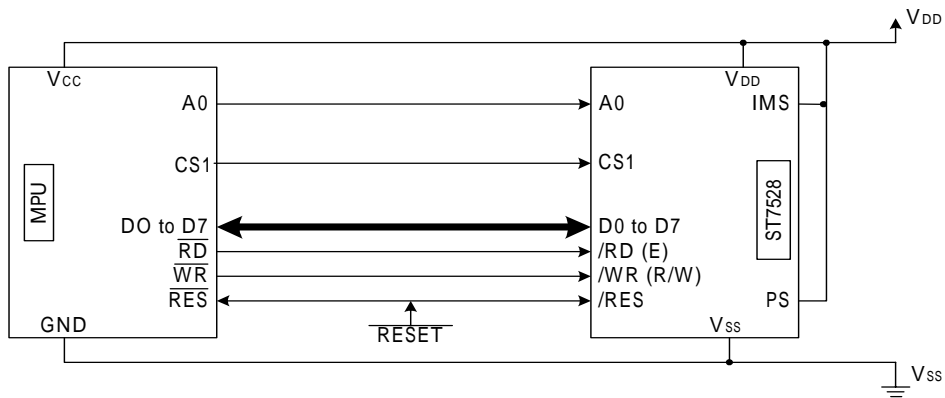 VDD
VCC
VDD
A0
A0
IMS
CS1
CS1
MPU
ST7528
DO to D7
D0 to D7
RD
/RD (E)
WR
/WR (R/W)
RES
/RES
PS
GND
RESET
VSS
VSS